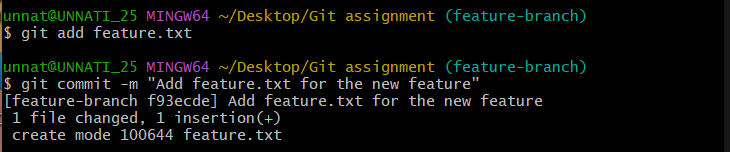 unnat@UNNATI_25 MINGW64 ~/Desktop/Git assignment (feature-branch)
$ git add feature.txt
unnat@UNNATI_25 MINGW64 ~/Desktop/Git assignment (feature-branch)
$ git commit -m "Add feature.txt for the new feature"
[feature-branch f93ecde] Add feature.txt for the new feature
 1 file changed, 1 insertion(+)
 create mode 100644 feature.txt